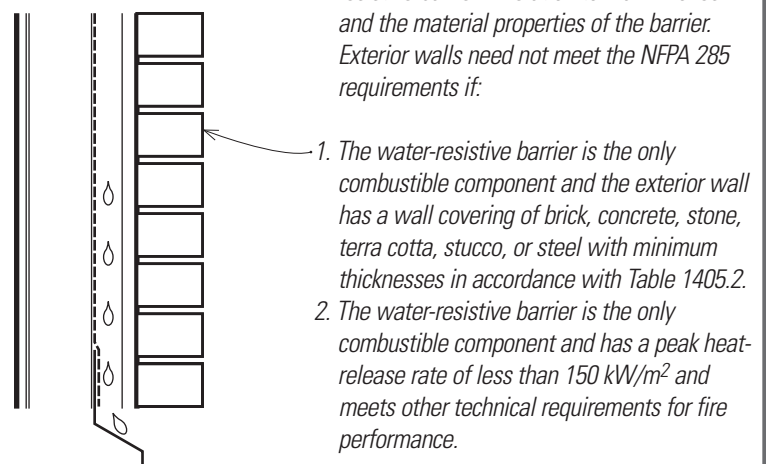 and the material properties of the barrier.
Exterior walls need not meet the NFPA 285
requirements if:
1. The water-resistive barrier is the only
combustible component and the exterior wall
has a wall covering of brick, concrete, stone,
terra cotta, stucco, or steel with minimum
thicknesses in accordance with Table 1405.2.
2. The water-resistive barrier is the only
combustible component and has a peak heat-
release rate of less than 150 kW/m² and
meets other technical requirements for fire
performance.